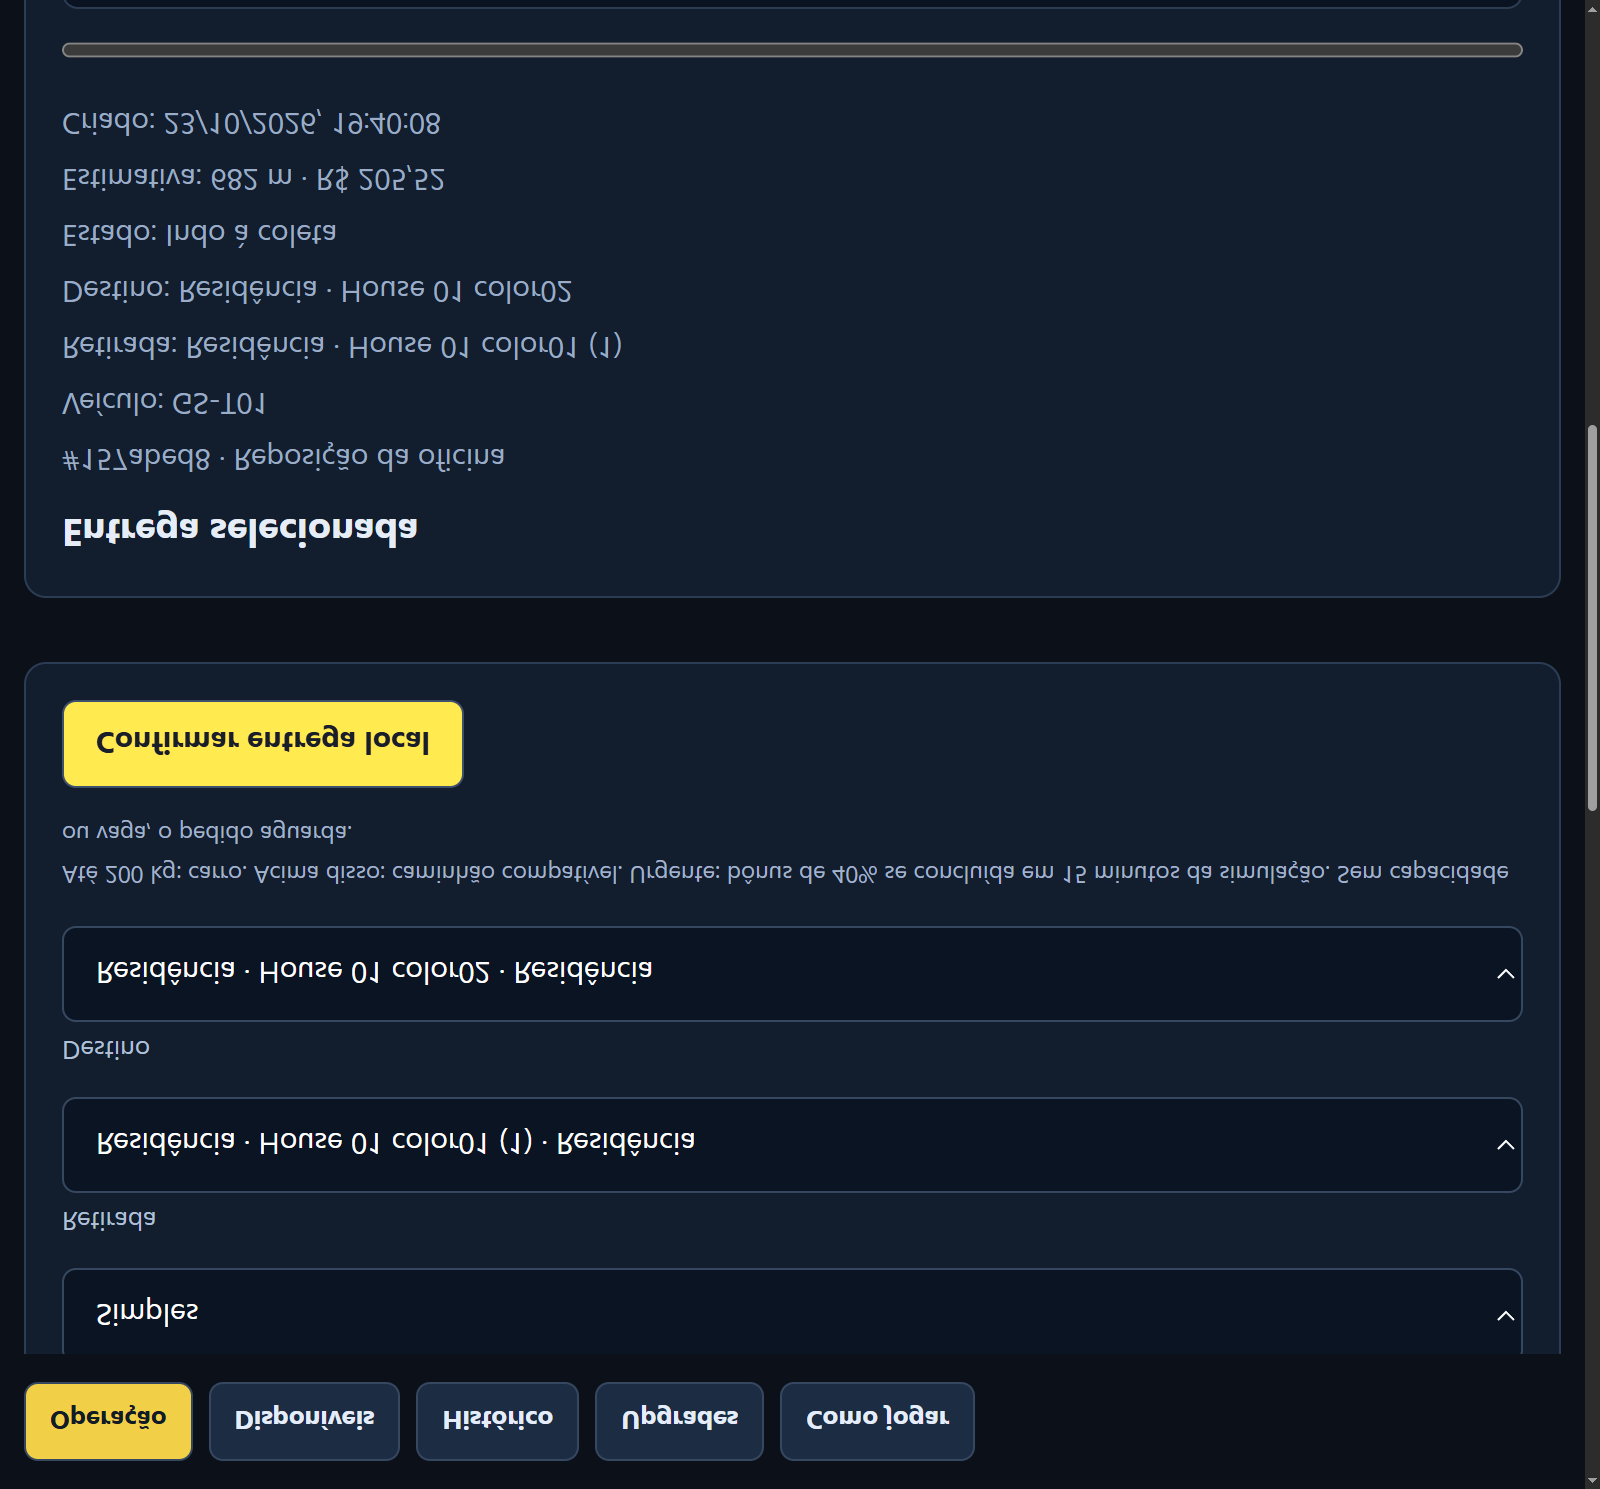 Operação
Disponíveis
Histórico
Upgrades
Como jogar
Simples
Retirada
Residência · House 01 color01 (1) · Residência
Destino
Residência · House 01 color02 · Residência
Até 200 kg: carro. Acima disso: caminhão compatível. Urgente: bônus de 40% se concluída em 15 minutos da simulação. Sem capacidade
ou vaga, o pedido aguarda.
Confirmar entrega local
Entrega selecionada
#157abed8 · Reposição da oficina
Veículo: GS-T01
Retirada: Residência · House 01 color01 (1)
Destino: Residência · House 01 color02
Estado: Indo à coleta
Estimativa: 682 m · R$ 205,52
Criado: 23/10/2026, 19:40:08